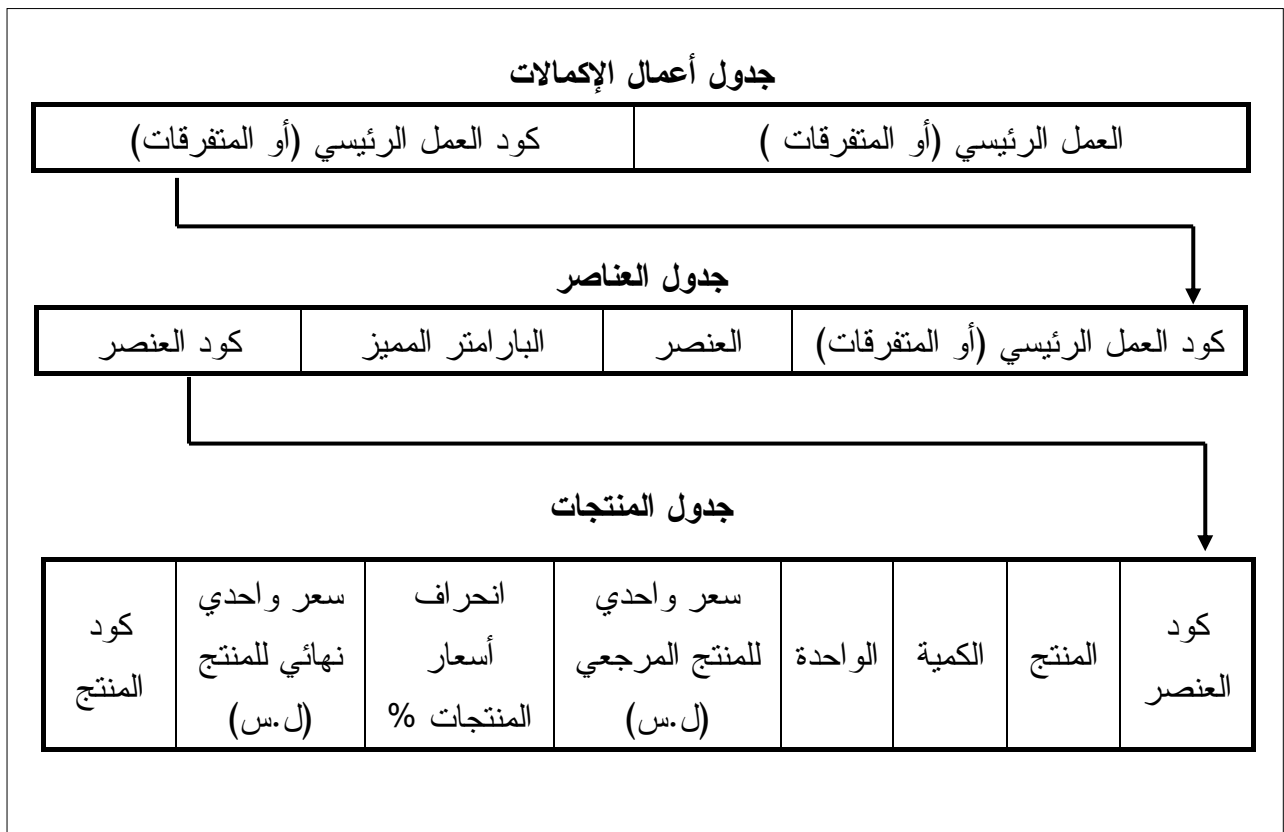 جدول أعمال الإكمالات
العمل الرئيسي (أو المتفرقات )
كود العمل الرئيسي (أو المتفرقات)
جدول العناصر
كود العمل الرئيسي (أو المتفرقات)
العنصر
البارامتر المميز
كود العنصر
جدول المنتجات
كود
العنصر
المنتج
الكمية
الواحدة
سعر واحدي
للمنتج المرجعي
(ل.س)
انحراف
أسعار
المنتجات %
سعر واحدي
نهائي للمنتج
(ل.س)
كود
المنتج